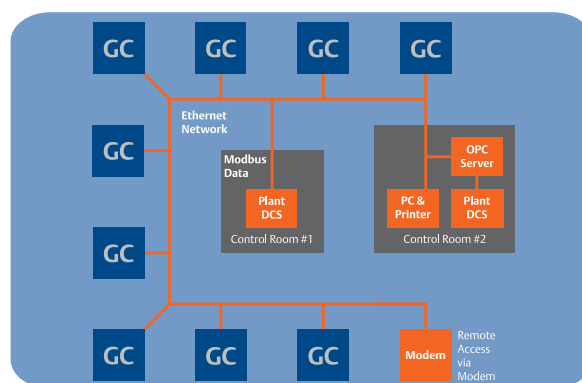 GC
GC
GC
GC
Ethernet
Network
GC
Modbus
Data
OPC
Server
Plant
DCS
PC &
Printer
Plant
DCS
Control Room #1
Control Room #2
GC
GC
GC
GC
Modem
Remote
Access
via
Modem